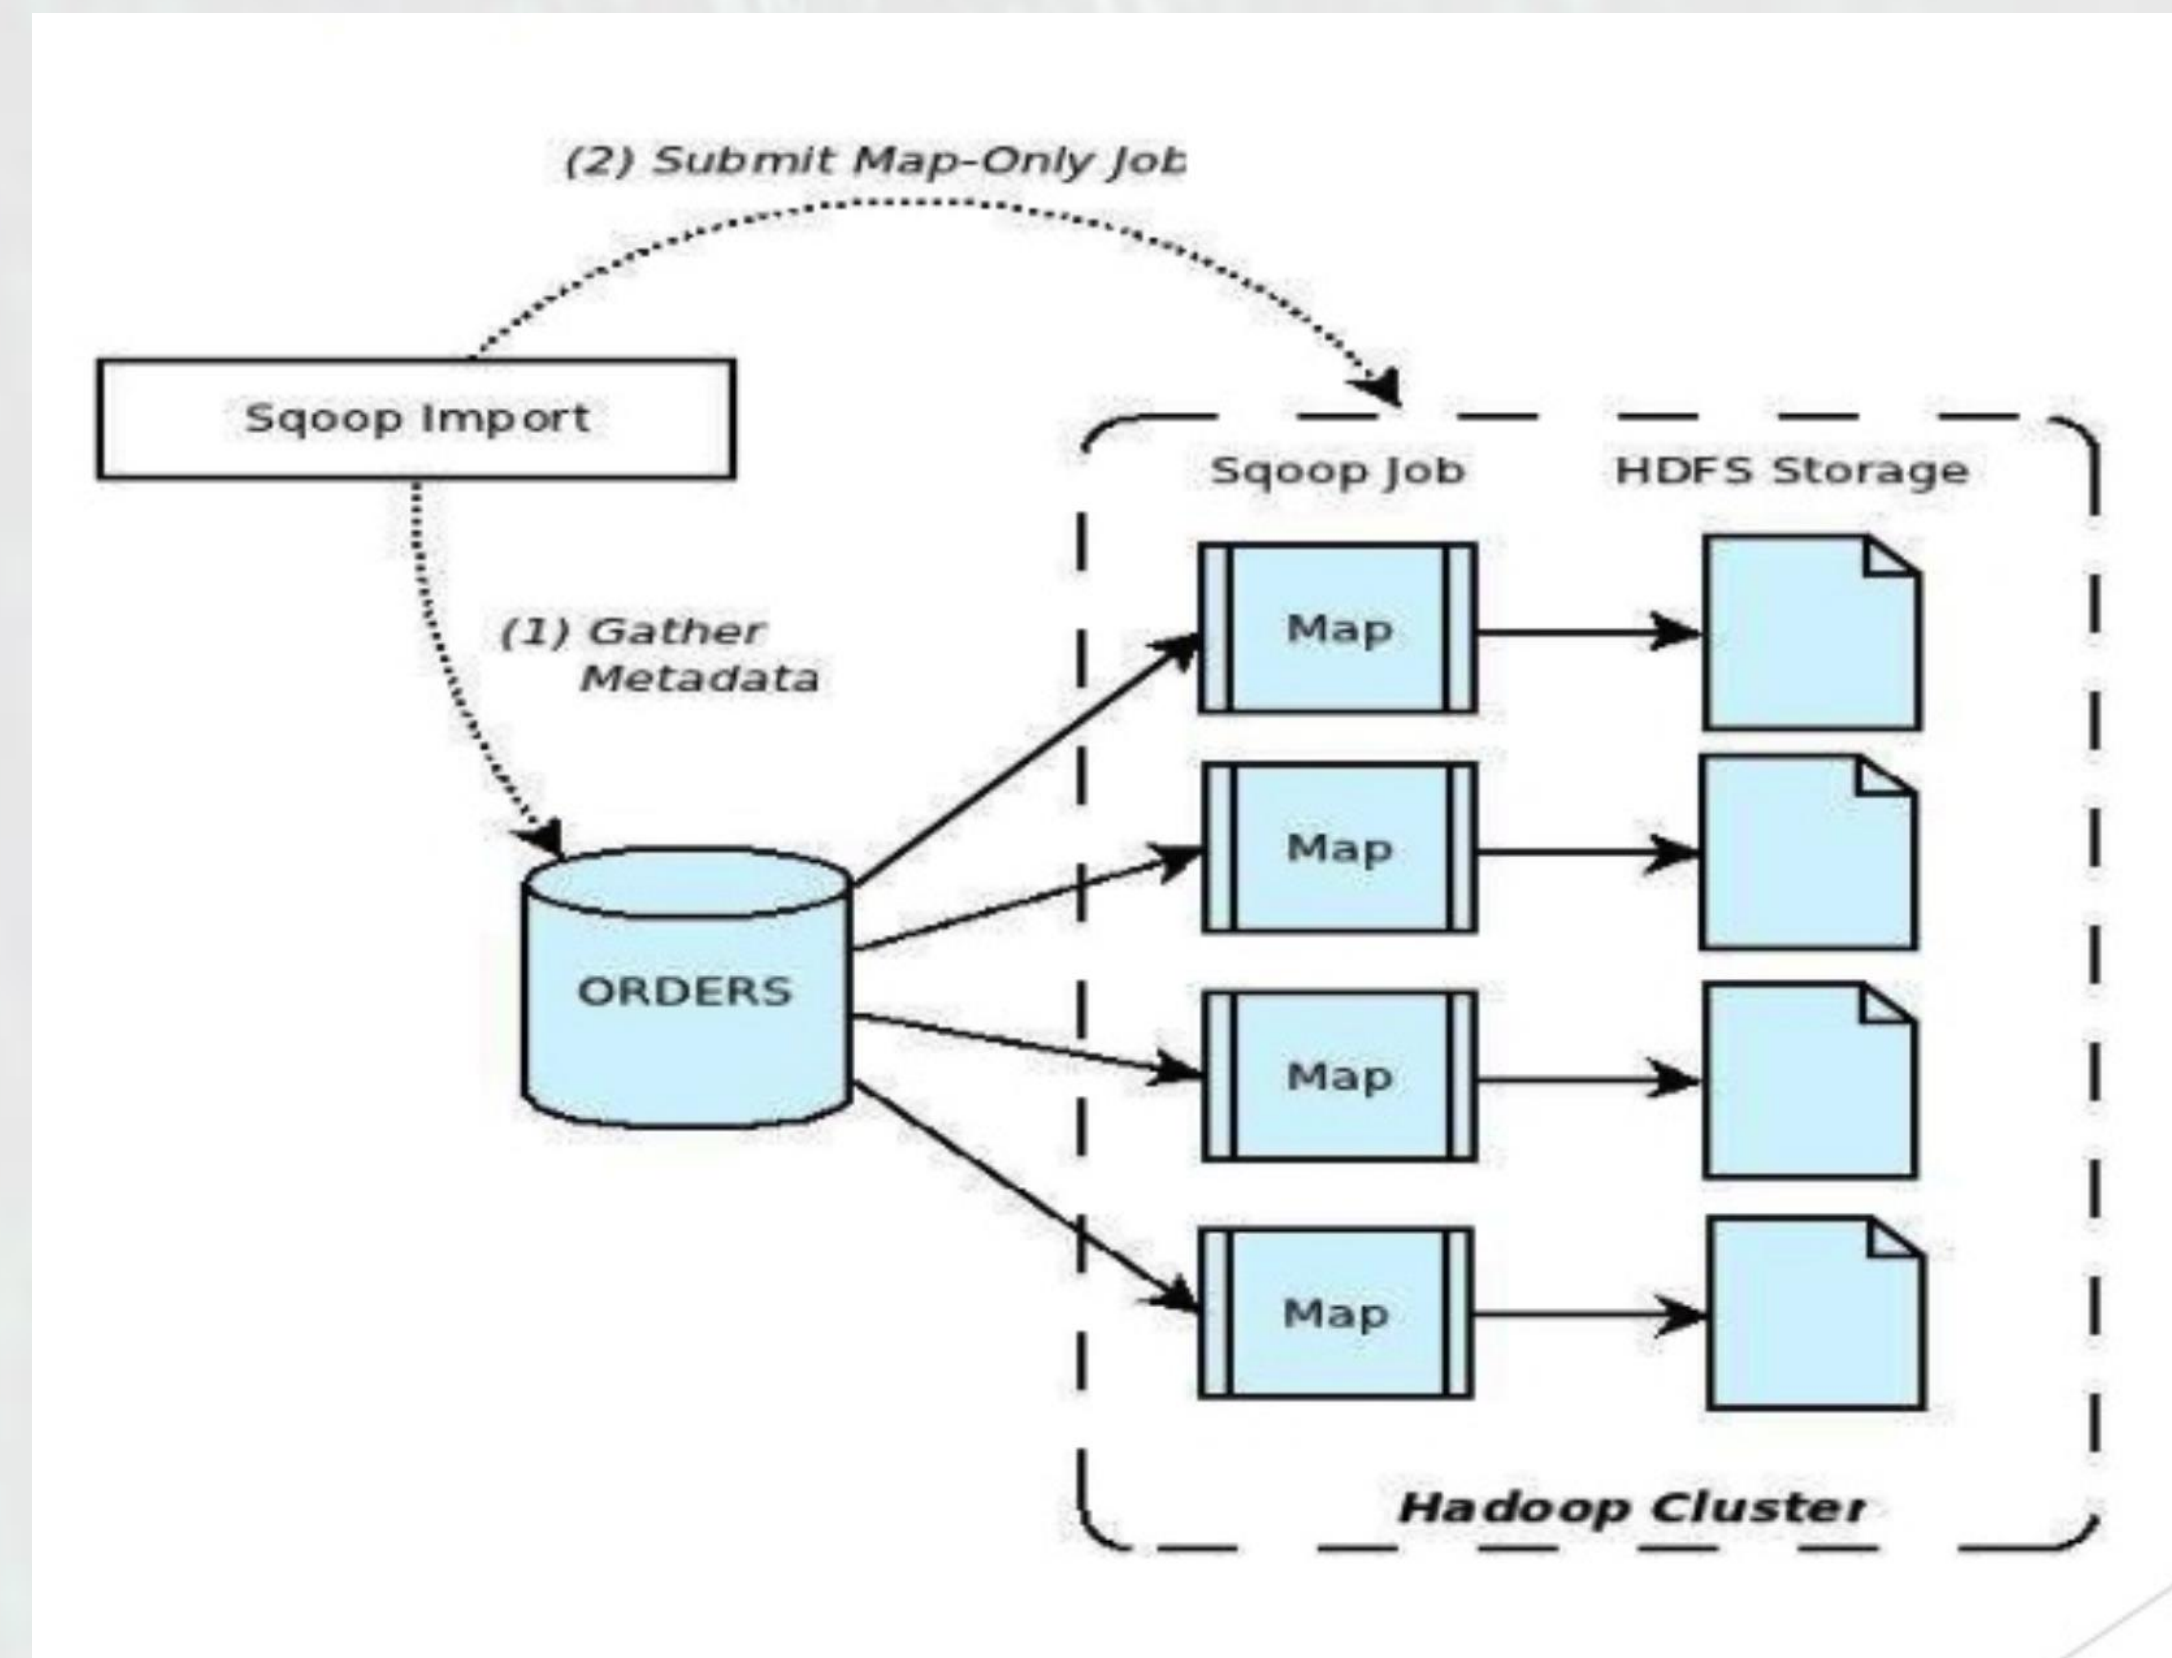 (2) Submit Map-Only Job
Sqoop Import
Sqoop Job
HDFS Storage
(1) Gather
Metadata
Map
Map
ORDERS
Map
Map
Hadoop Cluster